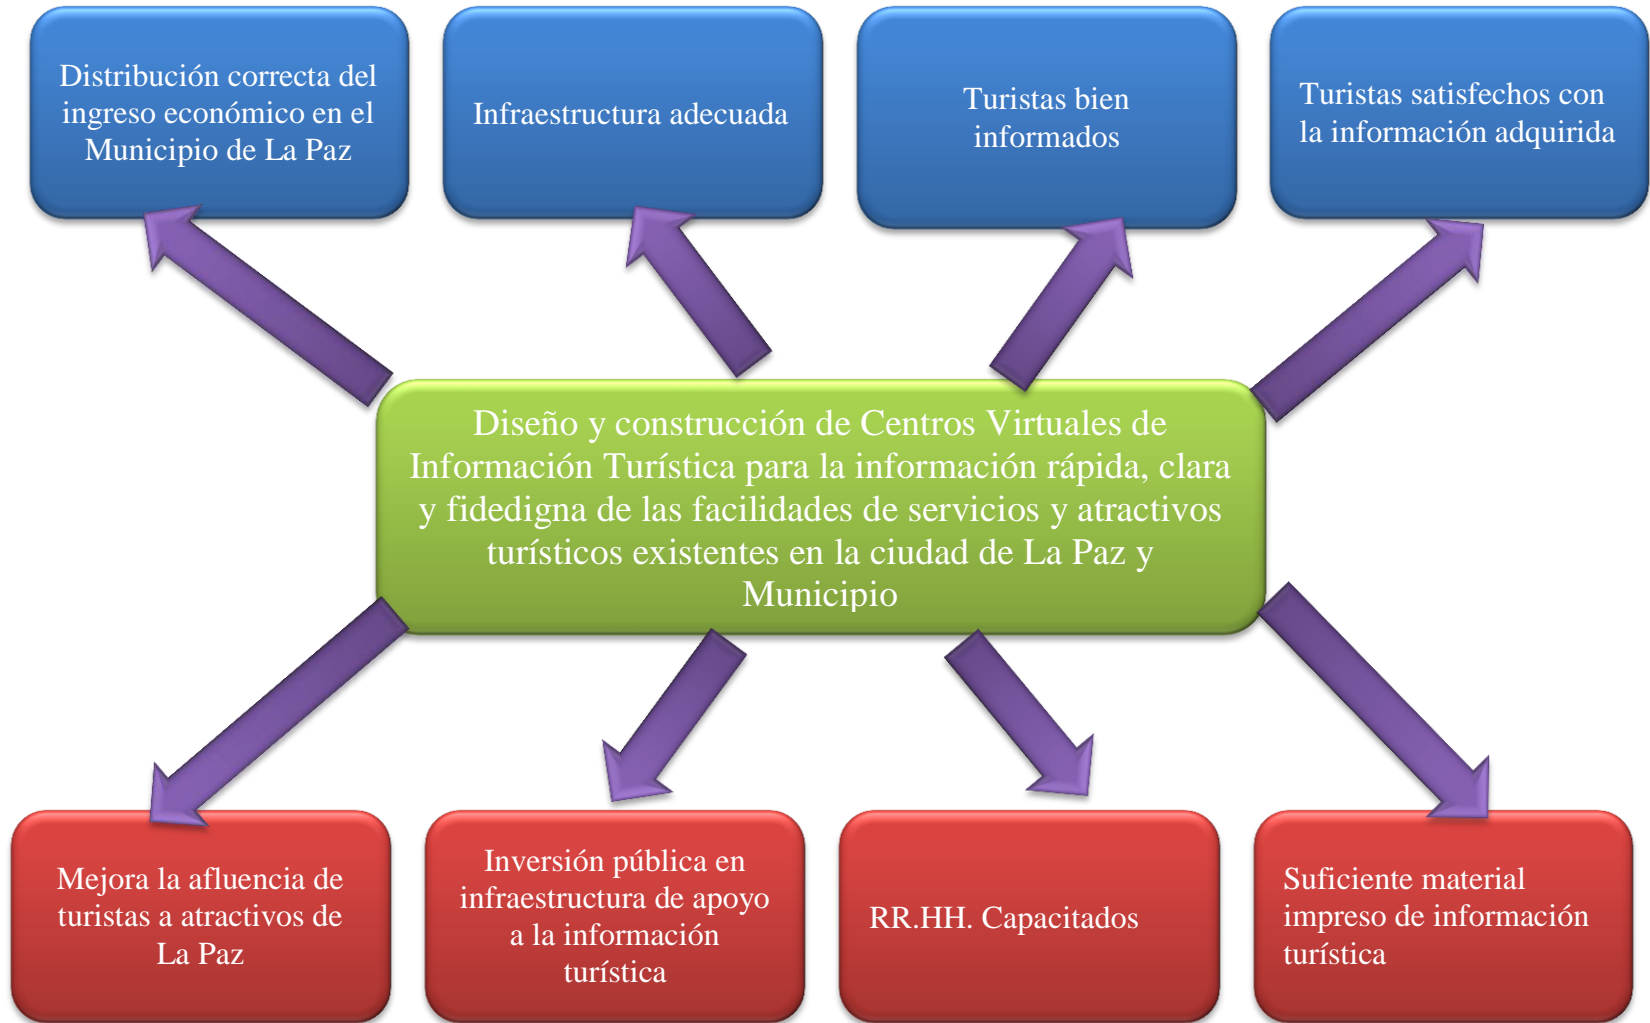 Distribución correcta del
ingreso económico en el
Municipio de La Paz
Infraestructura adecuada
Turistas bien
informados
Turistas satisfechos con
la información adquirida
Diseño y construcción de Centros Virtuales de
Información Turística para la información rápida, clara
y fidedigna de las facilidades de servicios y atractivos
turísticos existentes en la ciudad de La Paz y
Municipio
Mejora la afluencia de
turistas a atractivos de
La Paz
Inversión pública en
infraestructura de apoyo
a la información
turística
RR.HH. Capacitados
Suficiente material
impreso de información
turística